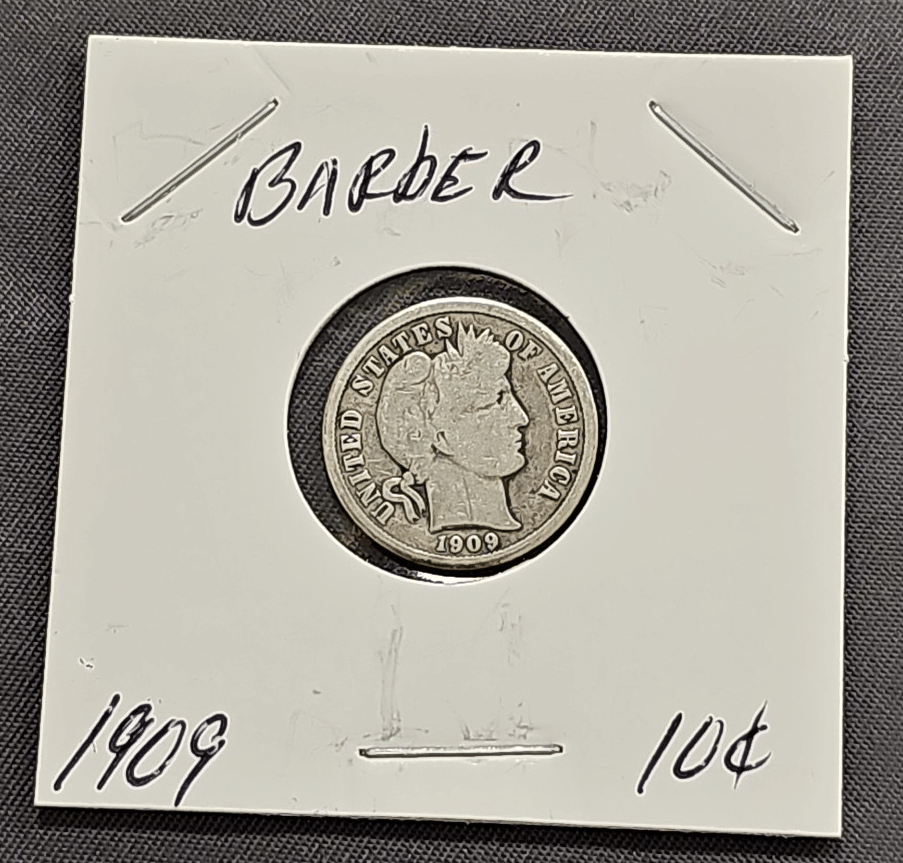 BARbER
UNITED STATES OF AMERICA
1909
1909
10¢